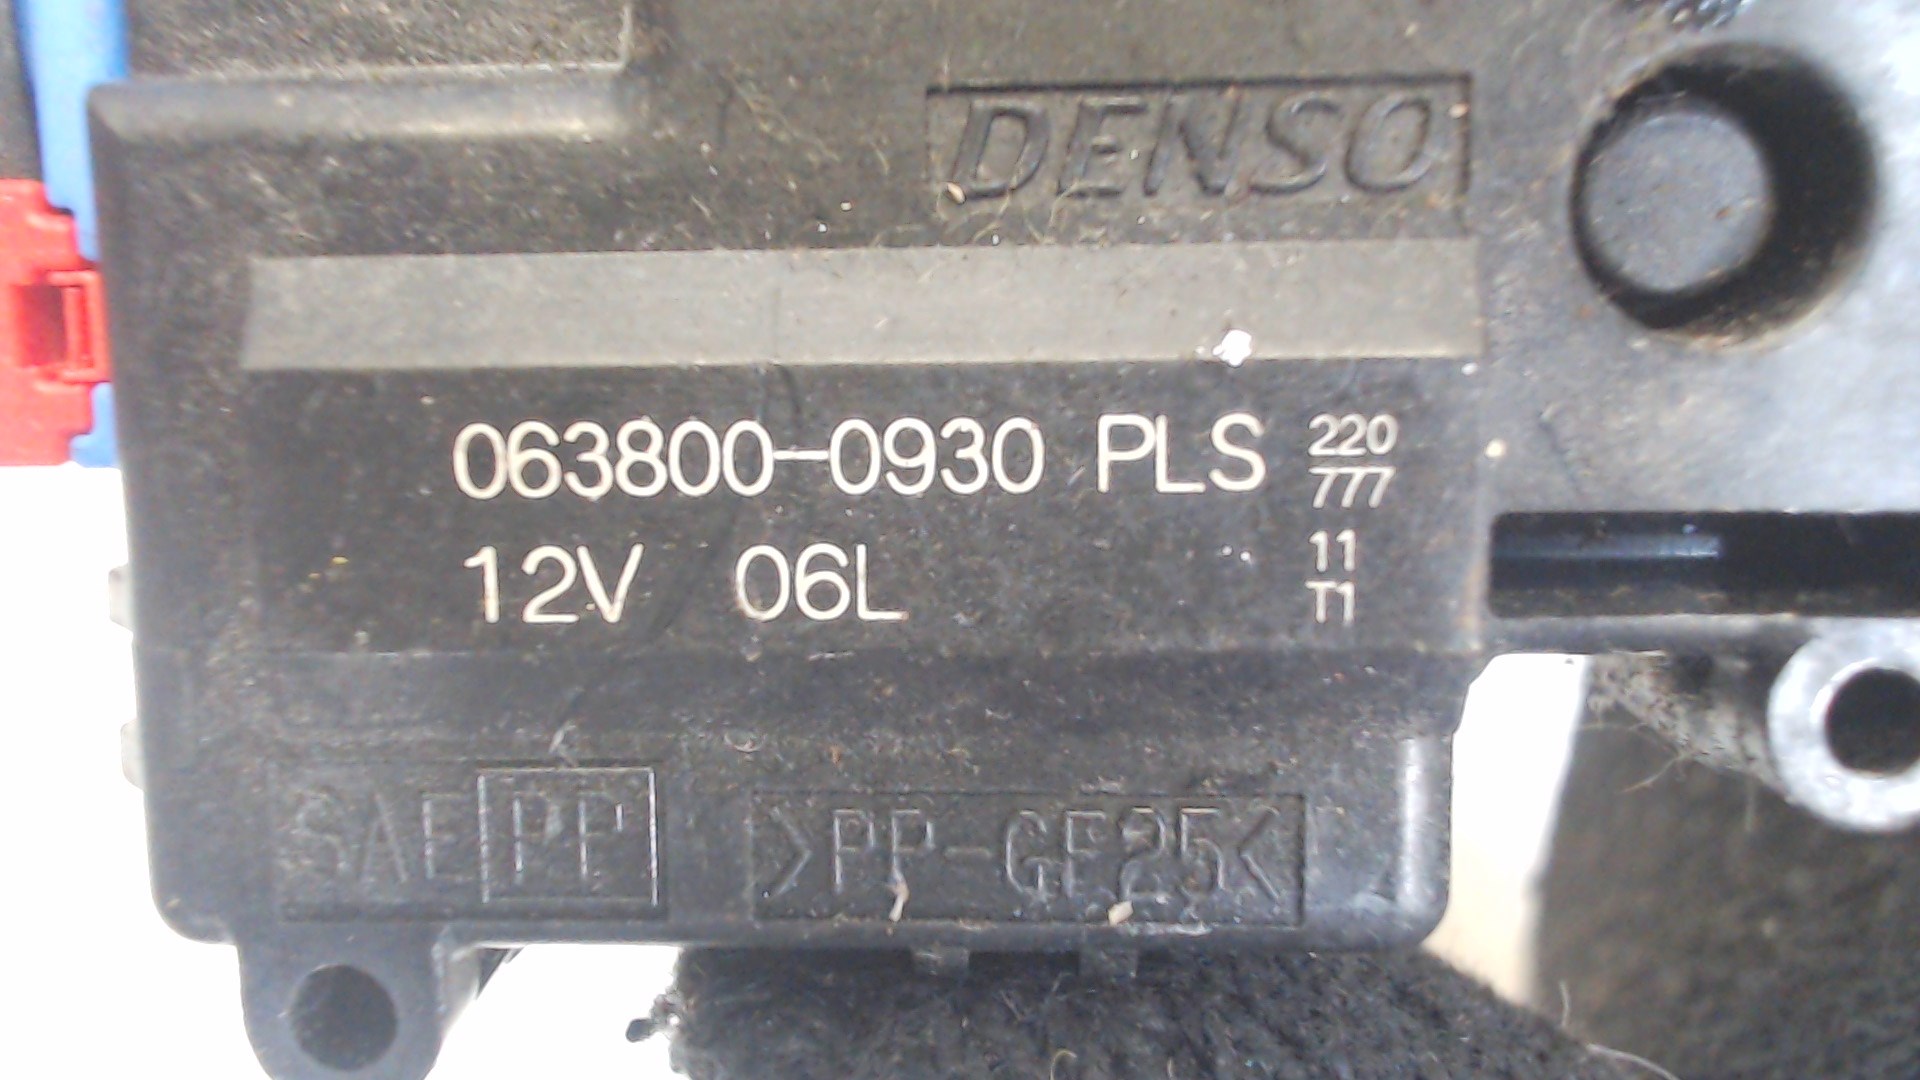 DENSO
063800-0930 PLS 220
777
12V 06L 11
T1
SAE PP >PP-GF25<